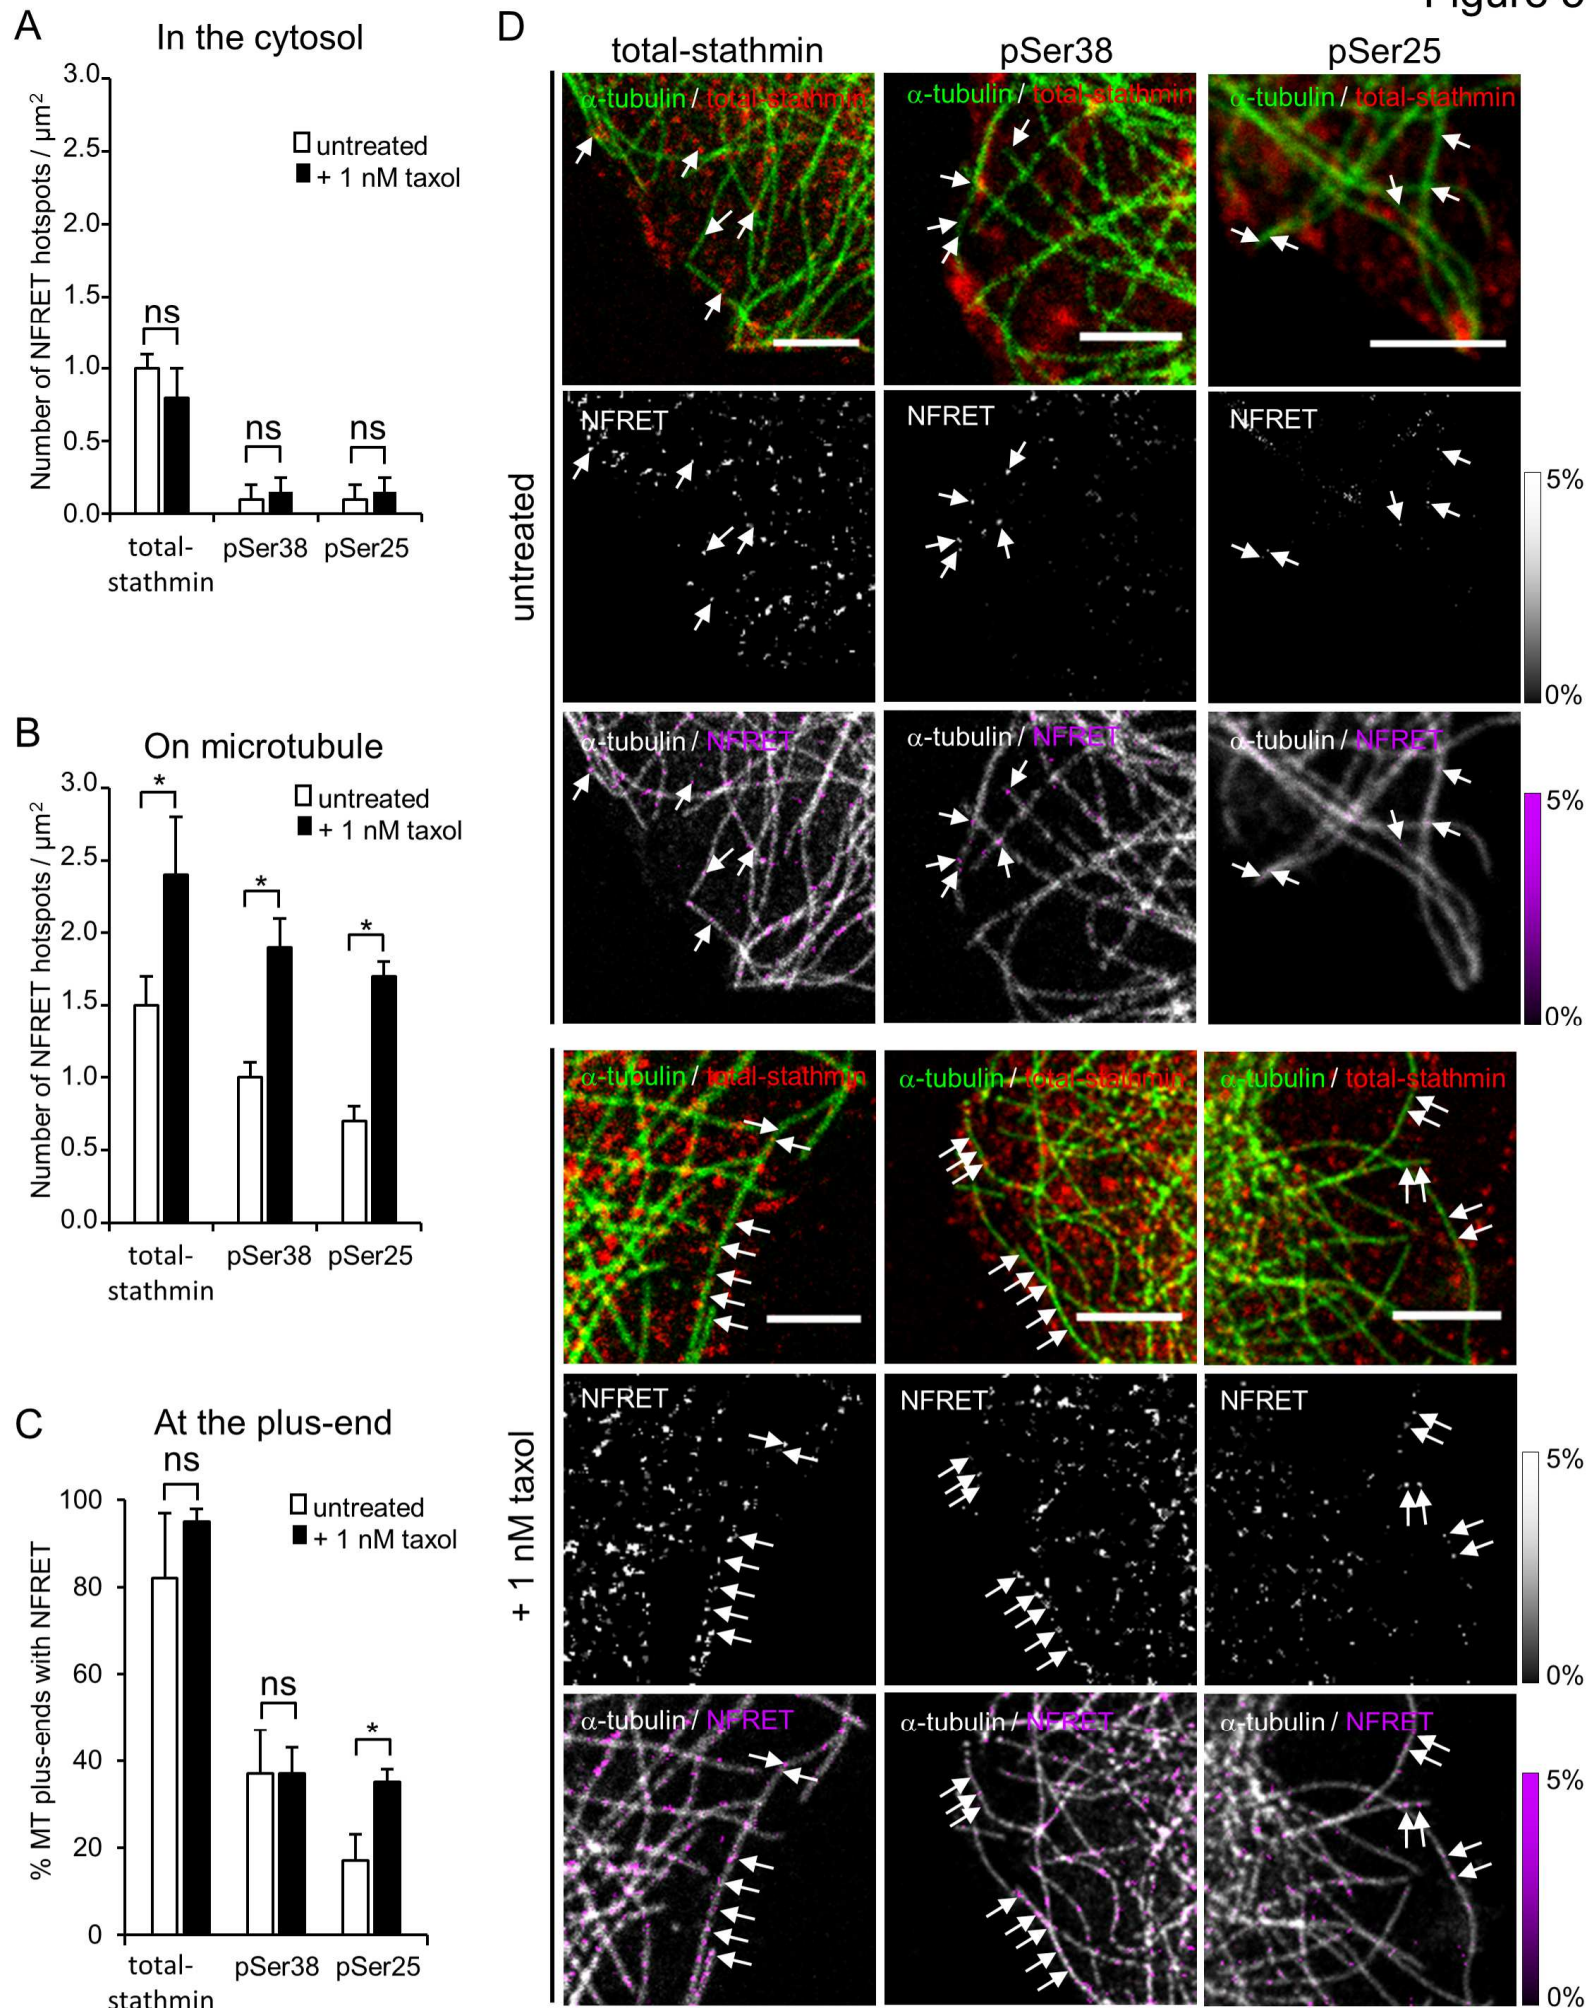 Figure
A
In the cytosol
Number of NFRET hotspots / µm2
3.0
2.5
2.0
1.5
1.0
0.5
0.0
untreated
+ 1 nM taxol
ns
ns
ns
total-
stathmin
pSer38
pSer25
B
On microtubule
Number of NFRET hotspots / µm2
3.0
2.5
2.0
1.5
1.0
0.5
0.0
untreated
+ 1 nM taxol
*
*
*
total-
stathmin
pSer38
pSer25
C
At the plus-end
% MT plus-ends with NFRET
100
80
60
40
20
0
untreated
+ 1 nM taxol
ns
ns
*
total-
stathmin
pSer38
pSer25
D
total-stathmin
pSer38
pSer25
untreated
α-tubulin / total-stathmin
α-tubulin / total-stathmin
α-tubulin / total-stathmin
NFRET
NFRET
NFRET
5%
0%
α-tubulin / NFRET
α-tubulin / NFRET
α-tubulin / NFRET
5%
0%
+ 1 nM taxol
α-tubulin / total-stathmin
α-tubulin / total-stathmin
α-tubulin / total-stathmin
NFRET
NFRET
NFRET
5%
0%
α-tubulin / NFRET
α-tubulin / NFRET
α-tubulin / NFRET
5%
0%